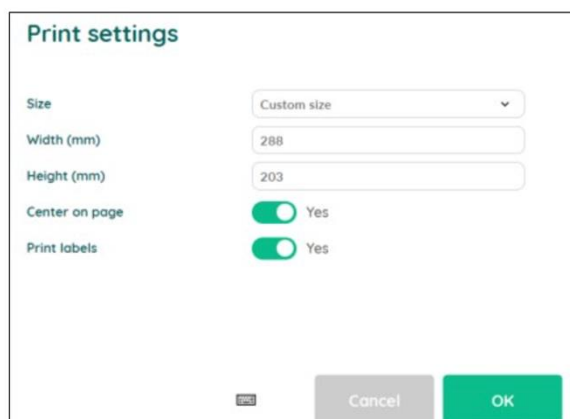 Print settings
Size Custom size
Width (mm) 288
Height (mm) 203
Center on page Yes
Print labels Yes
Cancel OK